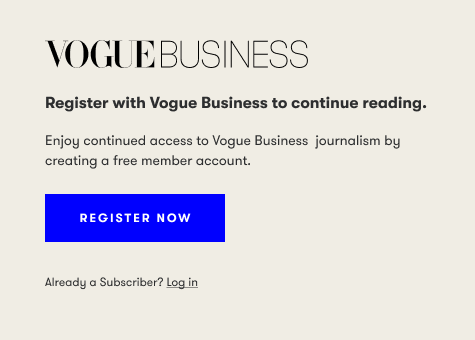 VOGUE BUSINESS
Register with Vogue Business to continue reading.
Enjoy continued access to Vogue Business  journalism by
creating a free member account.
REGISTER NOW
Already a Subscriber? Log in